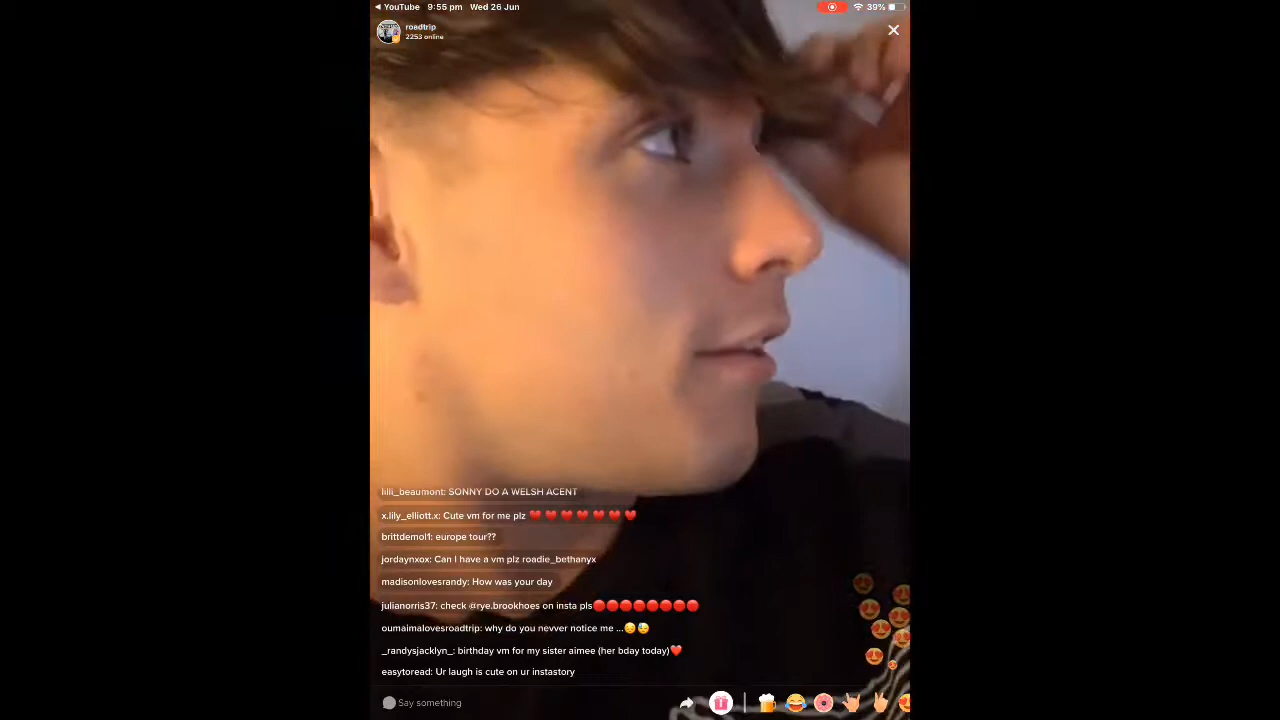 YouTube 9:55 pm Wed 26 Jun 39%
roadtrip
2253 online
lilli_beaumont: SONNY DO A WELSH ACENT
x.lily_elliott.x: Cute vm for me plz ❤️ ❤️ ❤️ ❤️ ❤️ ❤️ ❤️
brittdemol1: europe tour??
jordaynxox: Can I have a vm plz roadie_bethanyx
madisonlovesrandy: How was your day
julianorris37: check @rye.brookhoes on insta pls🔴🔴🔴🔴🔴🔴🔴🔴
oumaimalovesroadtrip: why do you nevver notice me ...😔😓
_randysjacklyn_: birthday vm for my sister aimee (her bday today)❤️
easytoread: Ur laugh is cute on ur instastory
Say something